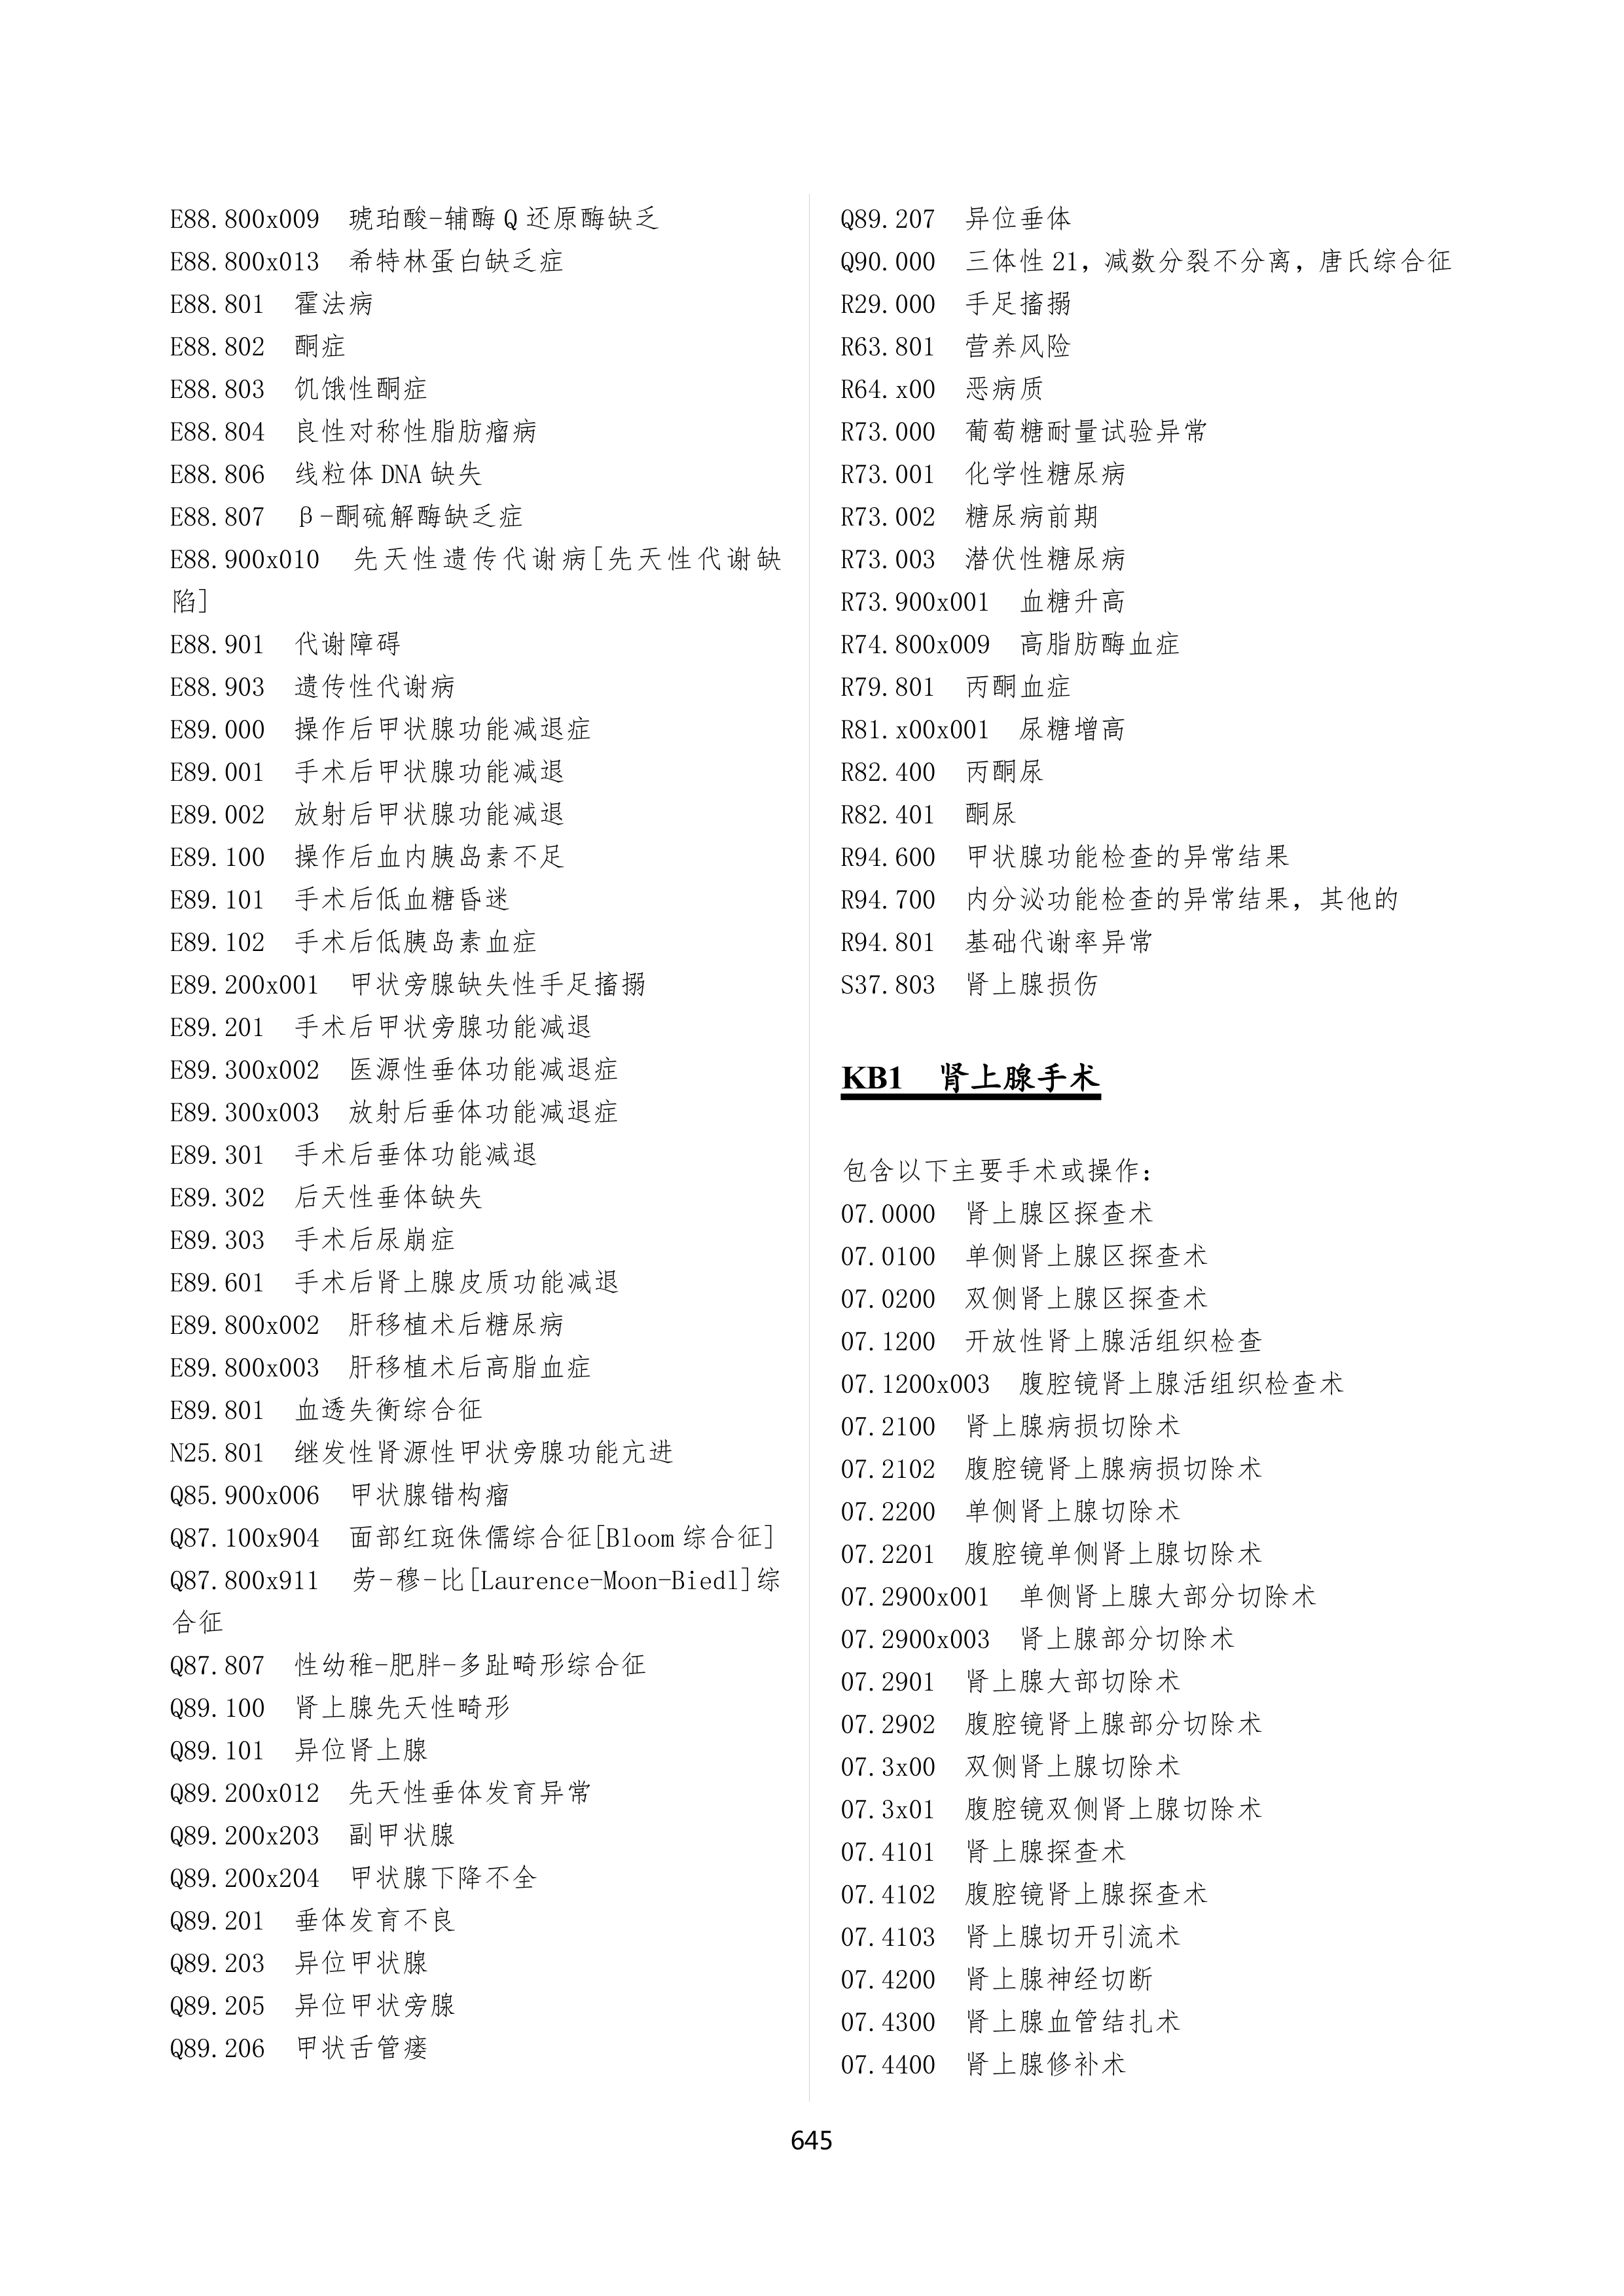 E88.800x009 琥珀酸-辅酶Q还原酶缺乏
E88.800x013 希特林蛋白缺乏症
E88.801 霍法病
E88.802 酮症
E88.803 饥饿性酮症
E88.804 良性对称性脂肪瘤病
E88.806 线粒体DNA缺失
E88.807 β-酮硫解酶缺乏症
E88.900x010 先天性遗传代谢病[先天性代谢缺
陷]
E88.901 代谢障碍
E88.903 遗传性代谢病
E89.000 操作后甲状腺功能减退症
E89.001 手术后甲状腺功能减退
E89.002 放射后甲状腺功能减退
E89.100 操作后血内胰岛素不足
E89.101 手术后低血糖昏迷
E89.102 手术后低胰岛素血症
E89.200x001 甲状旁腺缺失性手足搐搦
E89.201 手术后甲状旁腺功能减退
E89.300x002 医源性垂体功能减退症
E89.300x003 放射后垂体功能减退症
E89.301 手术后垂体功能减退
E89.302 后天性垂体缺失
E89.303 手术后尿崩症
E89.601 手术后肾上腺皮质功能减退
E89.800x002 肝移植术后糖尿病
E89.800x003 肝移植术后高脂血症
E89.801 血透失衡综合征
N25.801 继发性肾源性甲状旁腺功能亢进
Q85.900x006 甲状腺错构瘤
Q87.100x904 面部红斑侏儒综合征[Bloom综合征]
Q87.800x911 劳-穆-比[Laurence-Moon-Biedl]综
合征
Q87.807 性幼稚-肥胖-多趾畸形综合征
Q89.100 肾上腺先天性畸形
Q89.101 异位肾上腺
Q89.200x012 先天性垂体发育异常
Q89.200x203 副甲状腺
Q89.200x204 甲状腺下降不全
Q89.201 垂体发育不良
Q89.203 异位甲状腺
Q89.205 异位甲状旁腺
Q89.206 甲状舌管瘘
Q89.207 异位垂体
Q90.000 三体性21，减数分裂不分离，唐氏综合征
R29.000 手足搐搦
R63.801 营养风险
R64.x00 恶病质
R73.000 葡萄糖耐量试验异常
R73.001 化学性糖尿病
R73.002 糖尿病前期
R73.003 潜伏性糖尿病
R73.900x001 血糖升高
R74.800x009 高脂肪酶血症
R79.801 丙酮血症
R81.x00x001 尿糖增高
R82.400 丙酮尿
R82.401 酮尿
R94.600 甲状腺功能检查的异常结果
R94.700 内分泌功能检查的异常结果，其他的
R94.801 基础代谢率异常
S37.803 肾上腺损伤
KB1 肾上腺手术
包含以下主要手术或操作：
07.0000 肾上腺区探查术
07.0100 单侧肾上腺区探查术
07.0200 双侧肾上腺区探查术
07.1200 开放性肾上腺活组织检查
07.1200x003 腹腔镜肾上腺活组织检查术
07.2100 肾上腺病损切除术
07.2102 腹腔镜肾上腺病损切除术
07.2200 单侧肾上腺切除术
07.2201 腹腔镜单侧肾上腺切除术
07.2900x001 单侧肾上腺大部分切除术
07.2900x003 肾上腺部分切除术
07.2901 肾上腺大部切除术
07.2902 腹腔镜肾上腺部分切除术
07.3x00 双侧肾上腺切除术
07.3x01 腹腔镜双侧肾上腺切除术
07.4101 肾上腺探查术
07.4102 腹腔镜肾上腺探查术
07.4103 肾上腺切开引流术
07.4200 肾上腺神经切断
07.4300 肾上腺血管结扎术
07.4400 肾上腺修补术
645